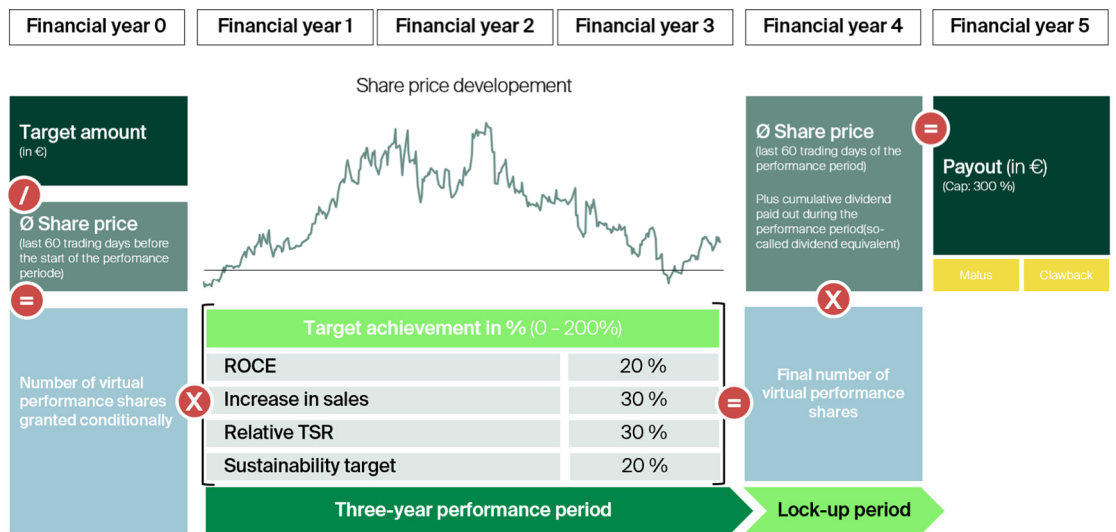 Financial year 0
Financial year 1
Financial year 2
Financial year 3
Financial year 4
Financial year 5
Share price developement
Target amount
(in €)
/
Ø Share price
(last 60 trading days before
the start of the perfomance
periode)
=
Number of virtual
performance shares
granted conditionally
X
Target achievement in % (0 – 200%)
ROCE 20 %
Increase in sales 30 %
Relative TSR 30 %
Sustainability target 20 %
=
Ø Share price
(last 60 trading days of the
performance period)
Plus cumulative dividend
paid out during the
performance period(so-
called dividend equivalent)
X
Final number of
virtual performance
shares
=
Payout (in €)
(Cap: 300 %)
Malus
Clawback
Three-year performance period
Lock-up period